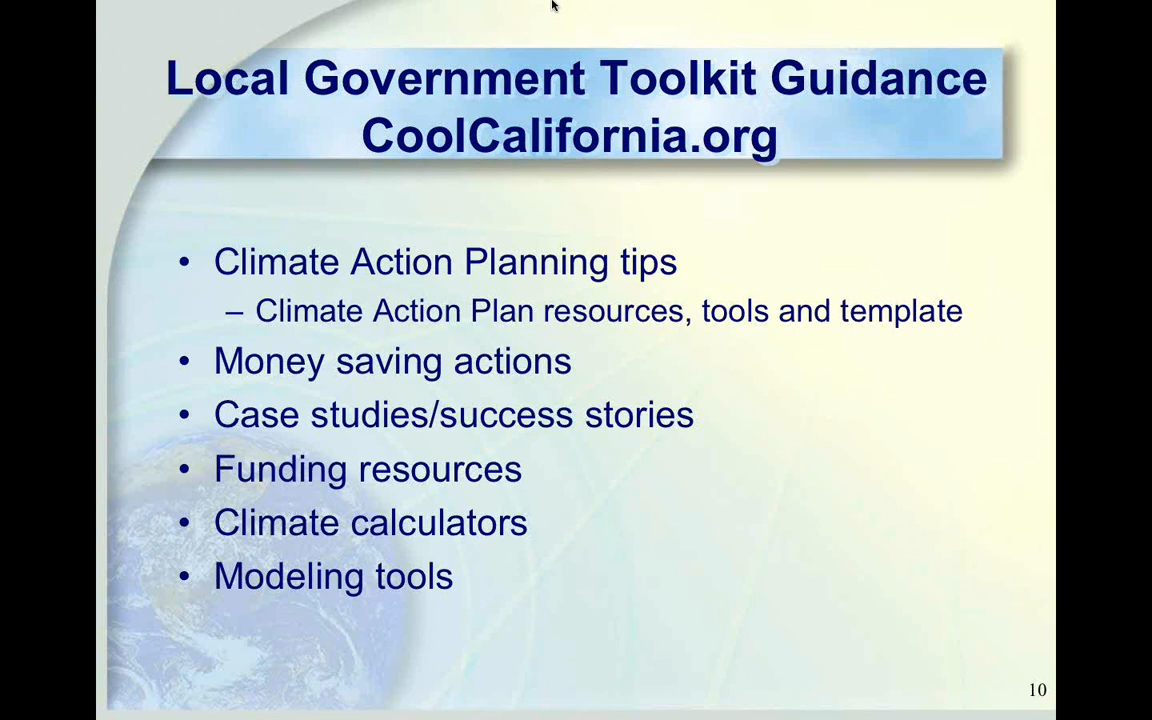 Local Government Toolkit Guidance
CoolCalifornia.org
• Climate Action Planning tips
– Climate Action Plan resources, tools and template
• Money saving actions
• Case studies/success stories
• Funding resources
• Climate calculators
• Modeling tools
10